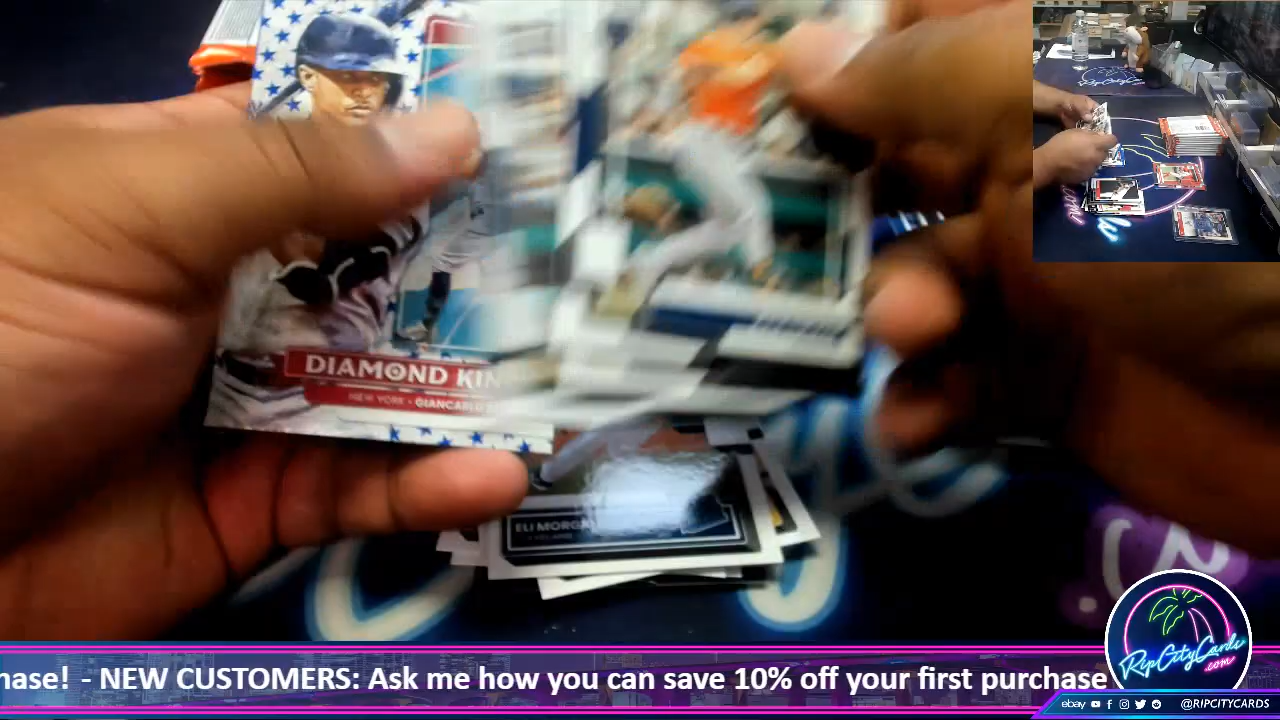 DIAMOND KIN
NEW YORK • GIANCARLO
ELI MORGA
hase! - NEW CUSTOMERS: Ask me how you can save 10% off your first purchase
RipCityCards
.com
ebay
@RIPCITYCARDS